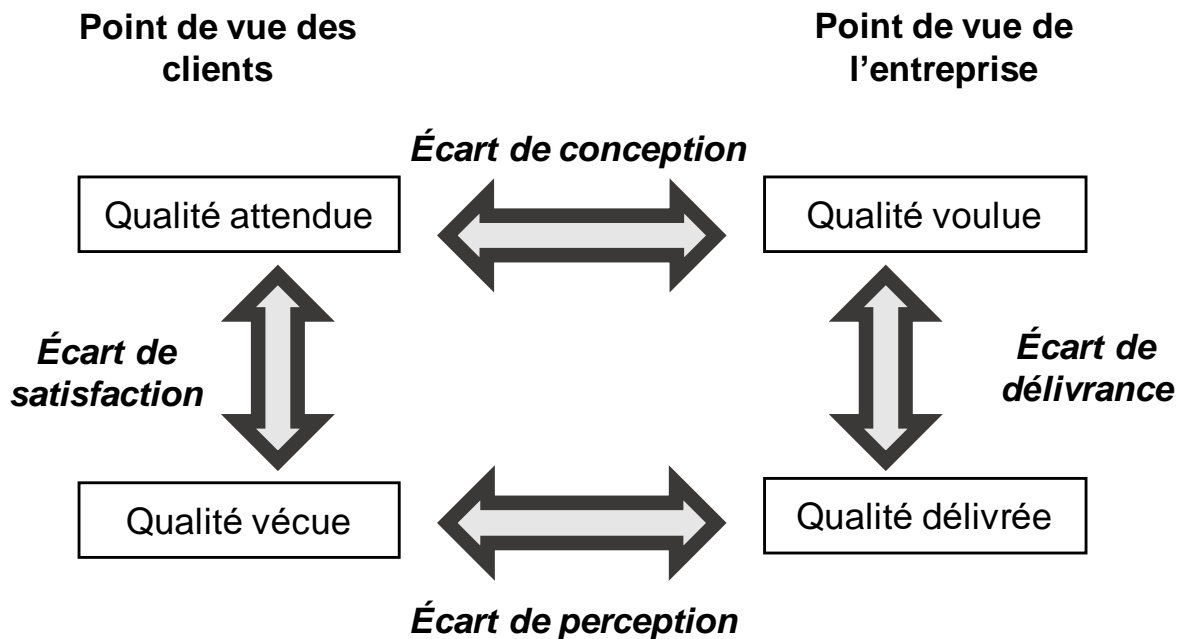 Point de vue des
clients
Point de vue de
l’entreprise
Écart de conception
Qualité attendue
Qualité voulue
Écart de
satisfaction
Écart de
délivrance
Qualité vécue
Qualité délivrée
Écart de perception